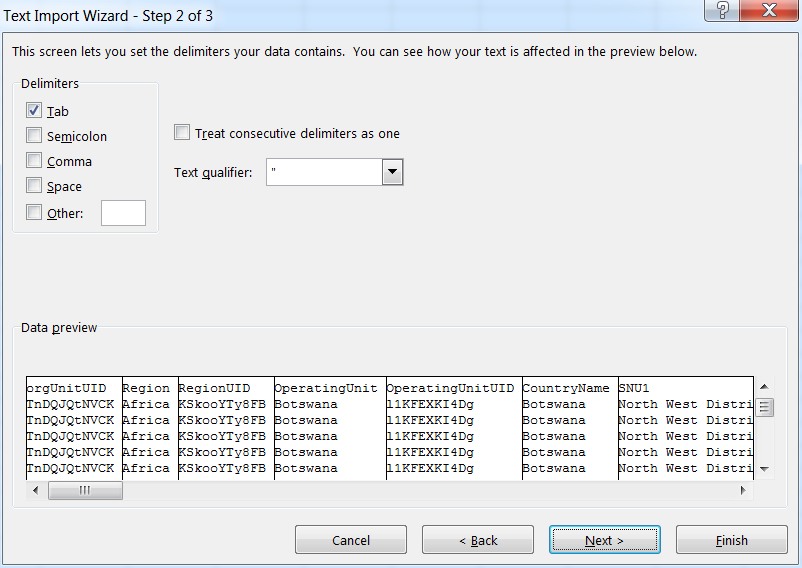 Text Import Wizard - Step 2 of 3
?
This screen lets you set the delimiters your data contains.  You can see how your text is affected in the preview below.
Delimiters
Tab
Semicolon
Comma
Space
Other:
Treat consecutive delimiters as one
Text qualifier: "
Data preview
orgUnitUID Region RegionUID OperatingUnit OperatingUnitUID CountryName SNU1
TnDQJQtNVCK Africa KSkooYTy8FB Botswana l1KFEXKI4Dg Botswana North West Distri
TnDQJQtNVCK Africa KSkooYTy8FB Botswana l1KFEXKI4Dg Botswana North West Distri
TnDQJQtNVCK Africa KSkooYTy8FB Botswana l1KFEXKI4Dg Botswana North West Distri
TnDQJQtNVCK Africa KSkooYTy8FB Botswana l1KFEXKI4Dg Botswana North West Distri
TnDQJQtNVCK Africa KSkooYTy8FB Botswana l1KFEXKI4Dg Botswana North West Distri
Cancel < Back Next > Finish